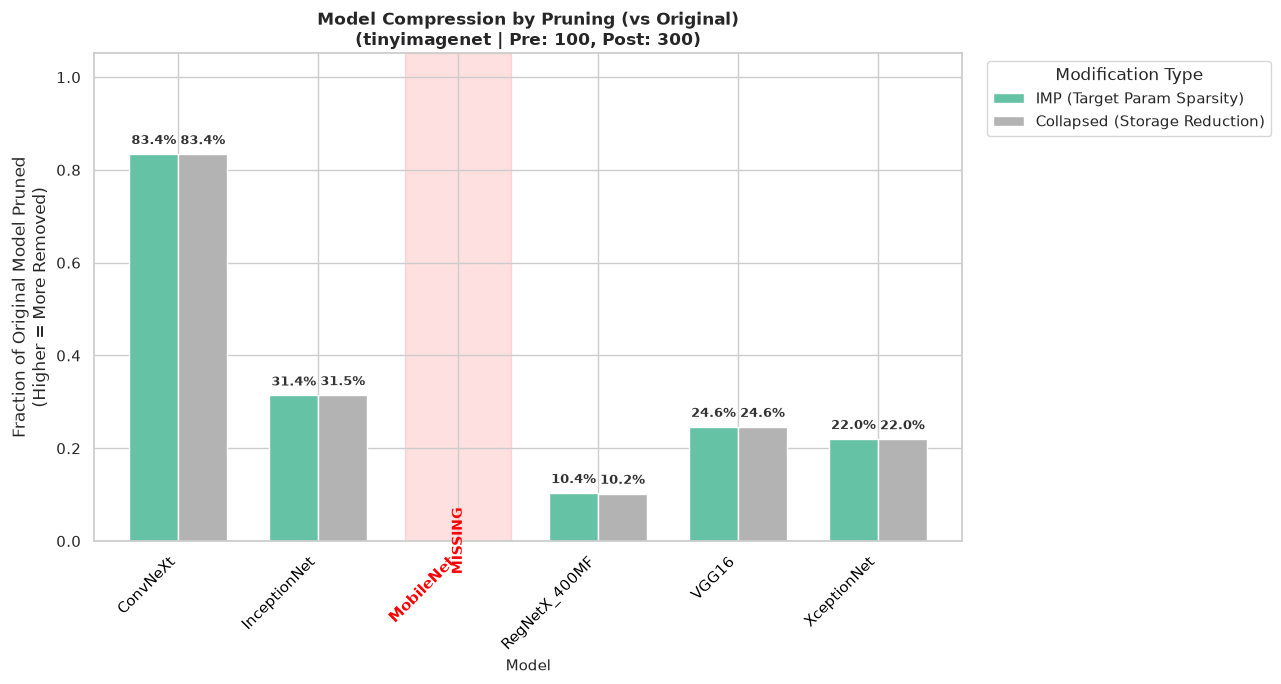 Model Compression by Pruning (vs Original)
(tinyimagenet | Pre: 100, Post: 300)
Modification Type
IMP (Target Param Sparsity)
Collapsed (Storage Reduction)
Fraction of Original Model Pruned
(Higher = More Removed)
1.0
0.8
0.6
0.4
0.2
0.0
83.4% 83.4%
31.4% 31.5%
MISSING
10.4% 10.2%
24.6% 24.6%
22.0% 22.0%
ConvNeXt
InceptionNet
MobileNet
RegNetX_400MF
VGG16
XceptionNet
Model